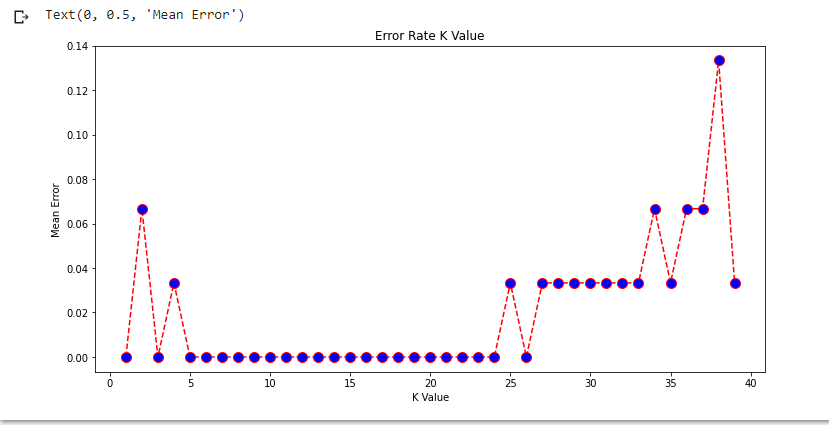 Text(0, 0.5, 'Mean Error')
Error Rate K Value
0.14
0.12
0.10
0.08
0.06
0.04
0.02
0.00
Mean Error
0 5 10 15 20 25 30 35 40
K Value